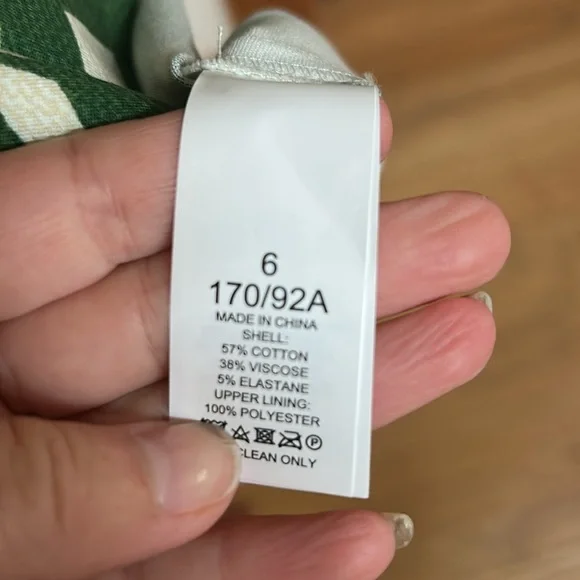 6
170/92A
MADE IN CHINA
SHELL:
57% COTTON
38% VISCOSE
5% ELASTANE
UPPER LINING:
100% POLYESTER
P
CLEAN ONLY